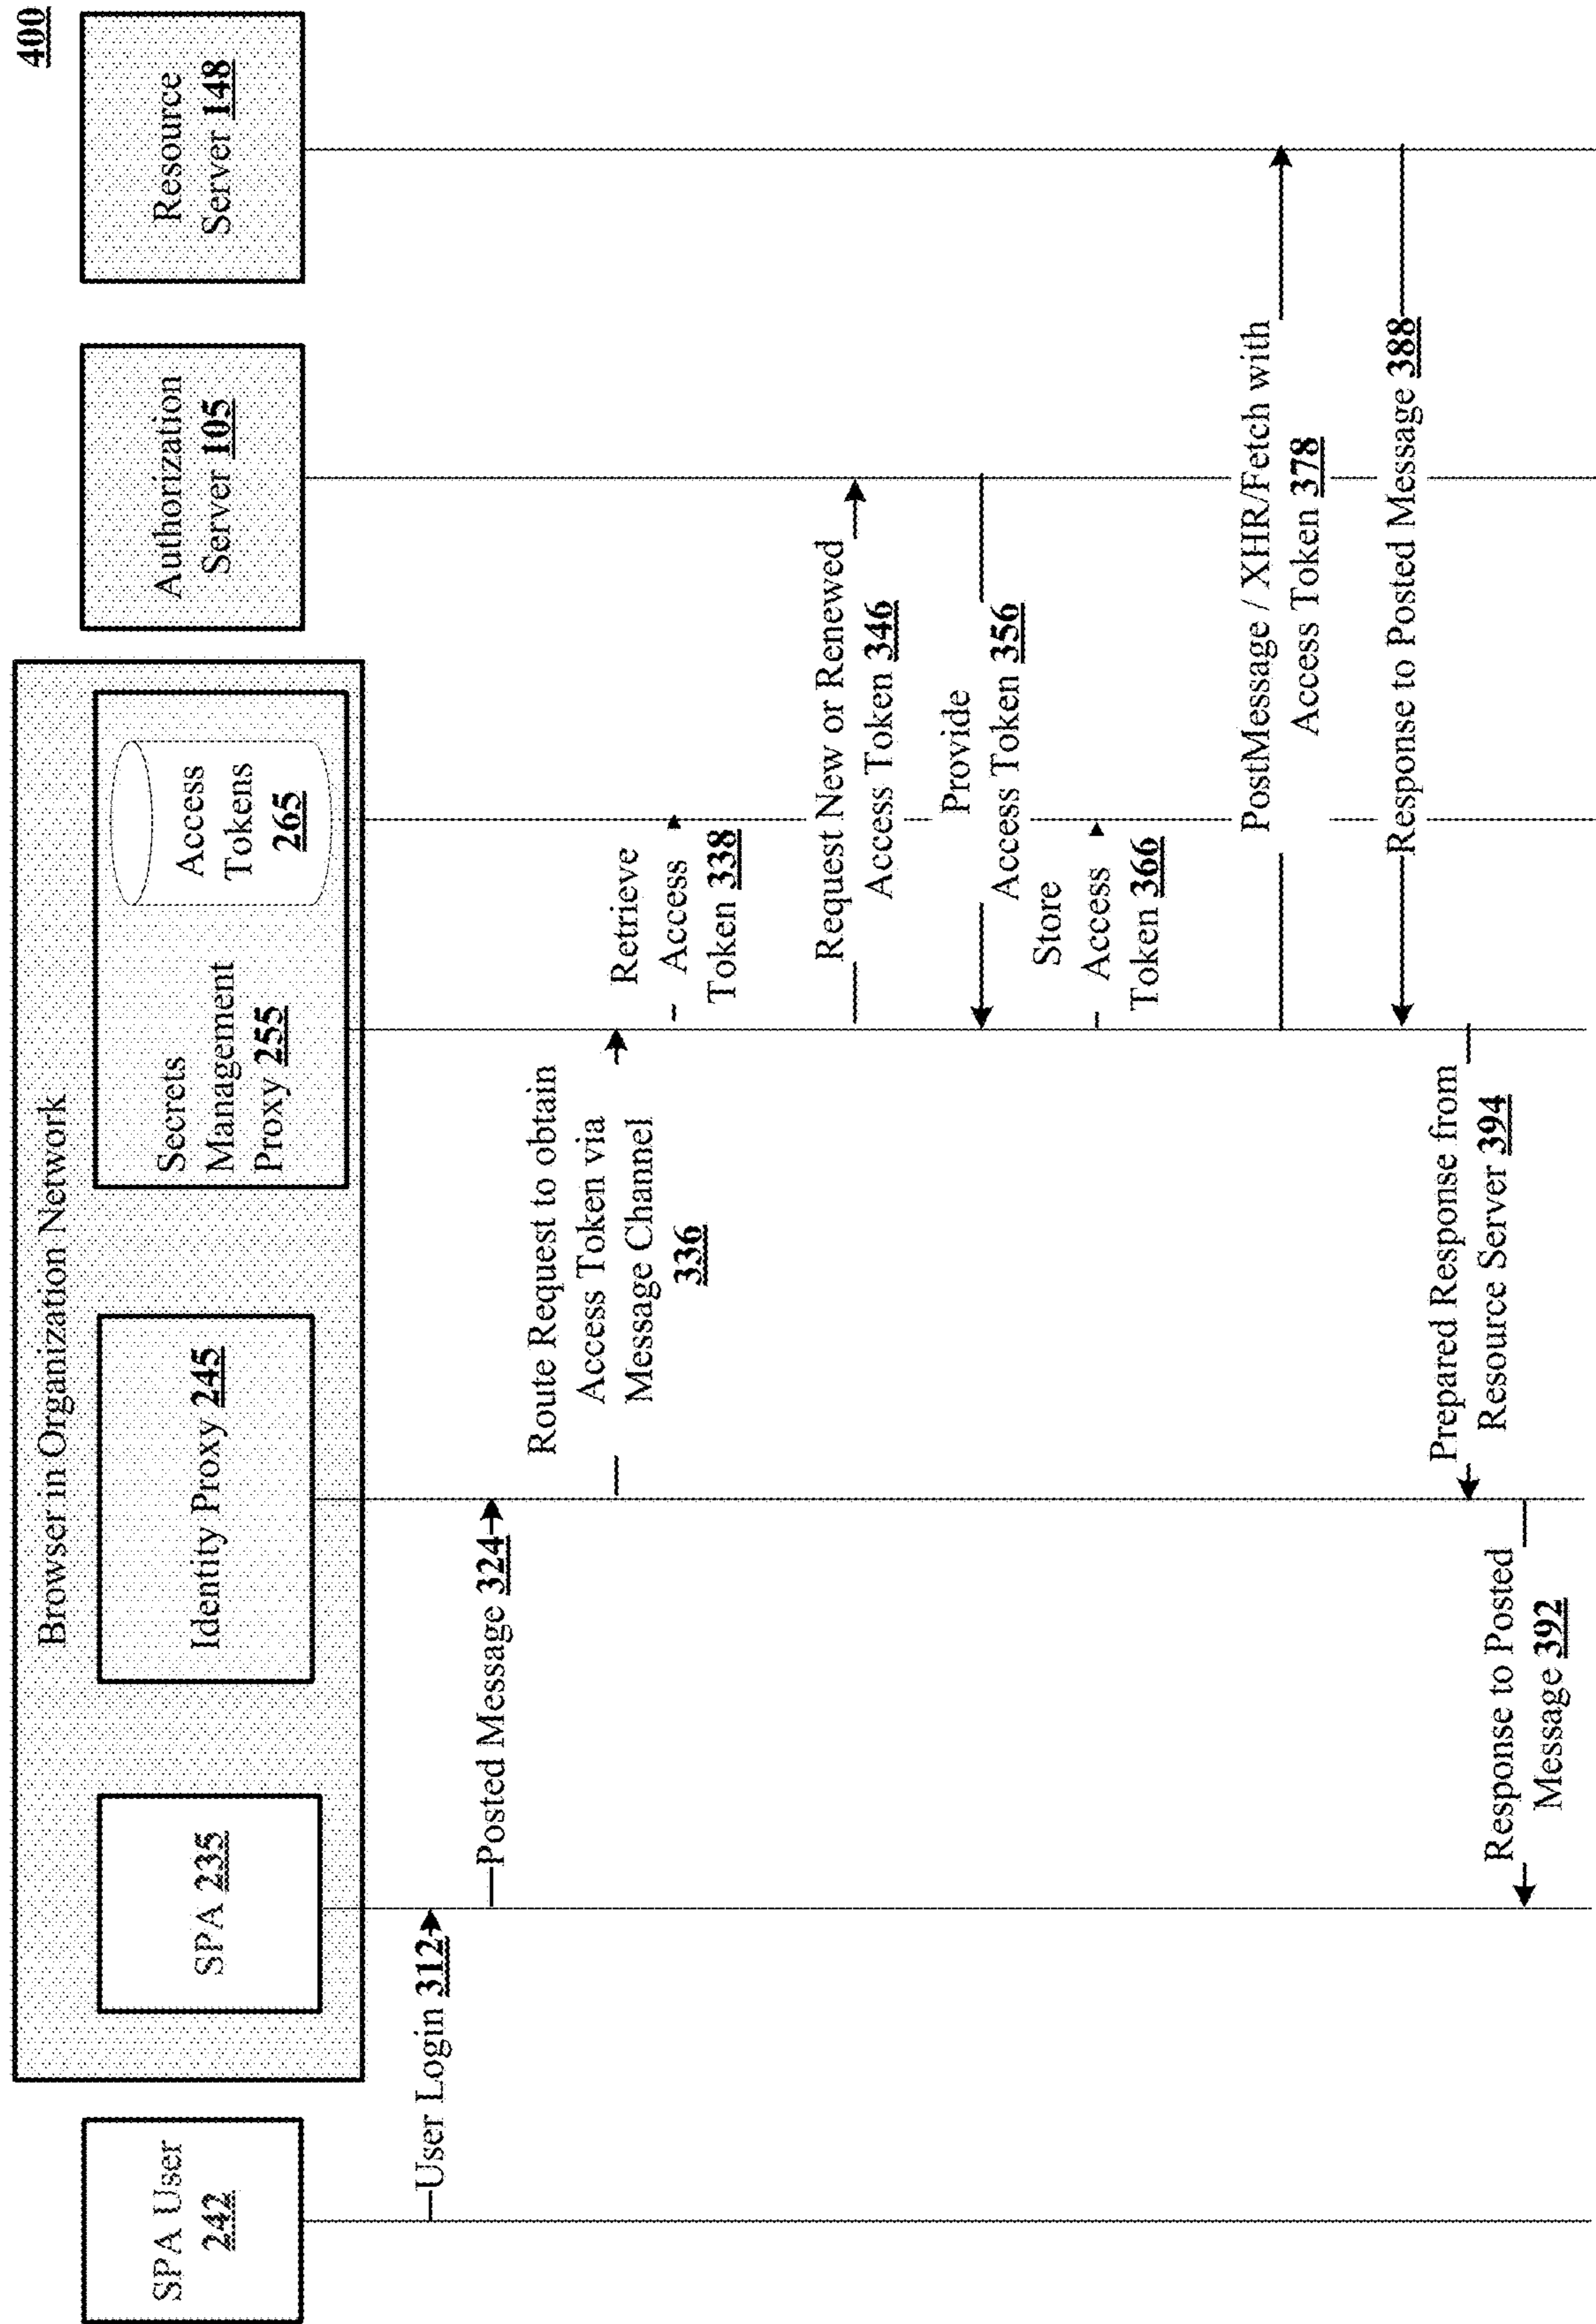 400
Browser in Organization Network
SPA User
242
SPA 235
Identity Proxy 245
Secrets
Management
Proxy 255
Access
Tokens
265
Authorization
Server 105
Resource
Server 148
User Login 312
Posted Message 324
Route Request to obtain
Access Token via
Message Channel
336
Retrieve
Access
Token 338
Request New or Renewed
Access Token 346
Provide
Access Token 356
Store
Access
Token 366
PostMessage / XHR/Fetch with
Access Token 378
Response to Posted Message 388
Prepared Response from
Resource Server 394
Response to Posted
Message 392